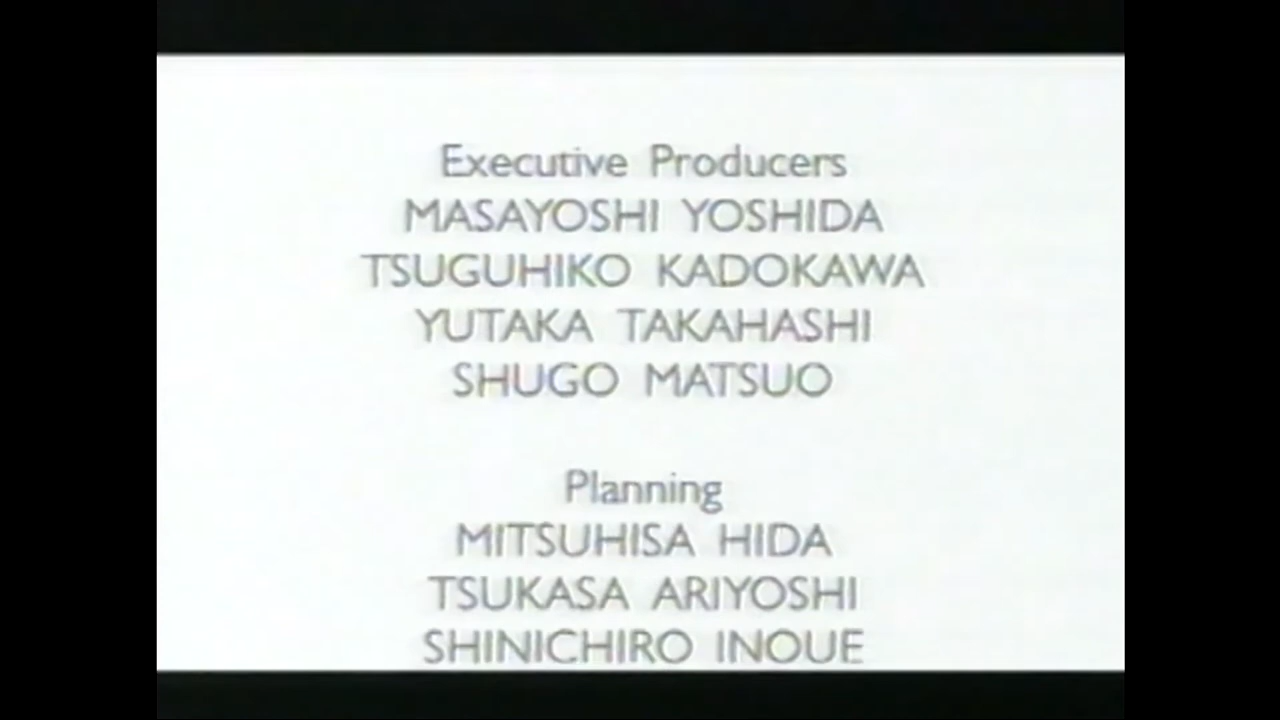 Executive Producers
MASAYOSHI YOSHIDA
TSUGUHIKO KADOKAWA
YUTAKA TAKAHASHI
SHUGO MATSUO
Planning
MITSUHISA HIDA
TSUKASA ARIYOSHI
SHINICHIRO INOUE